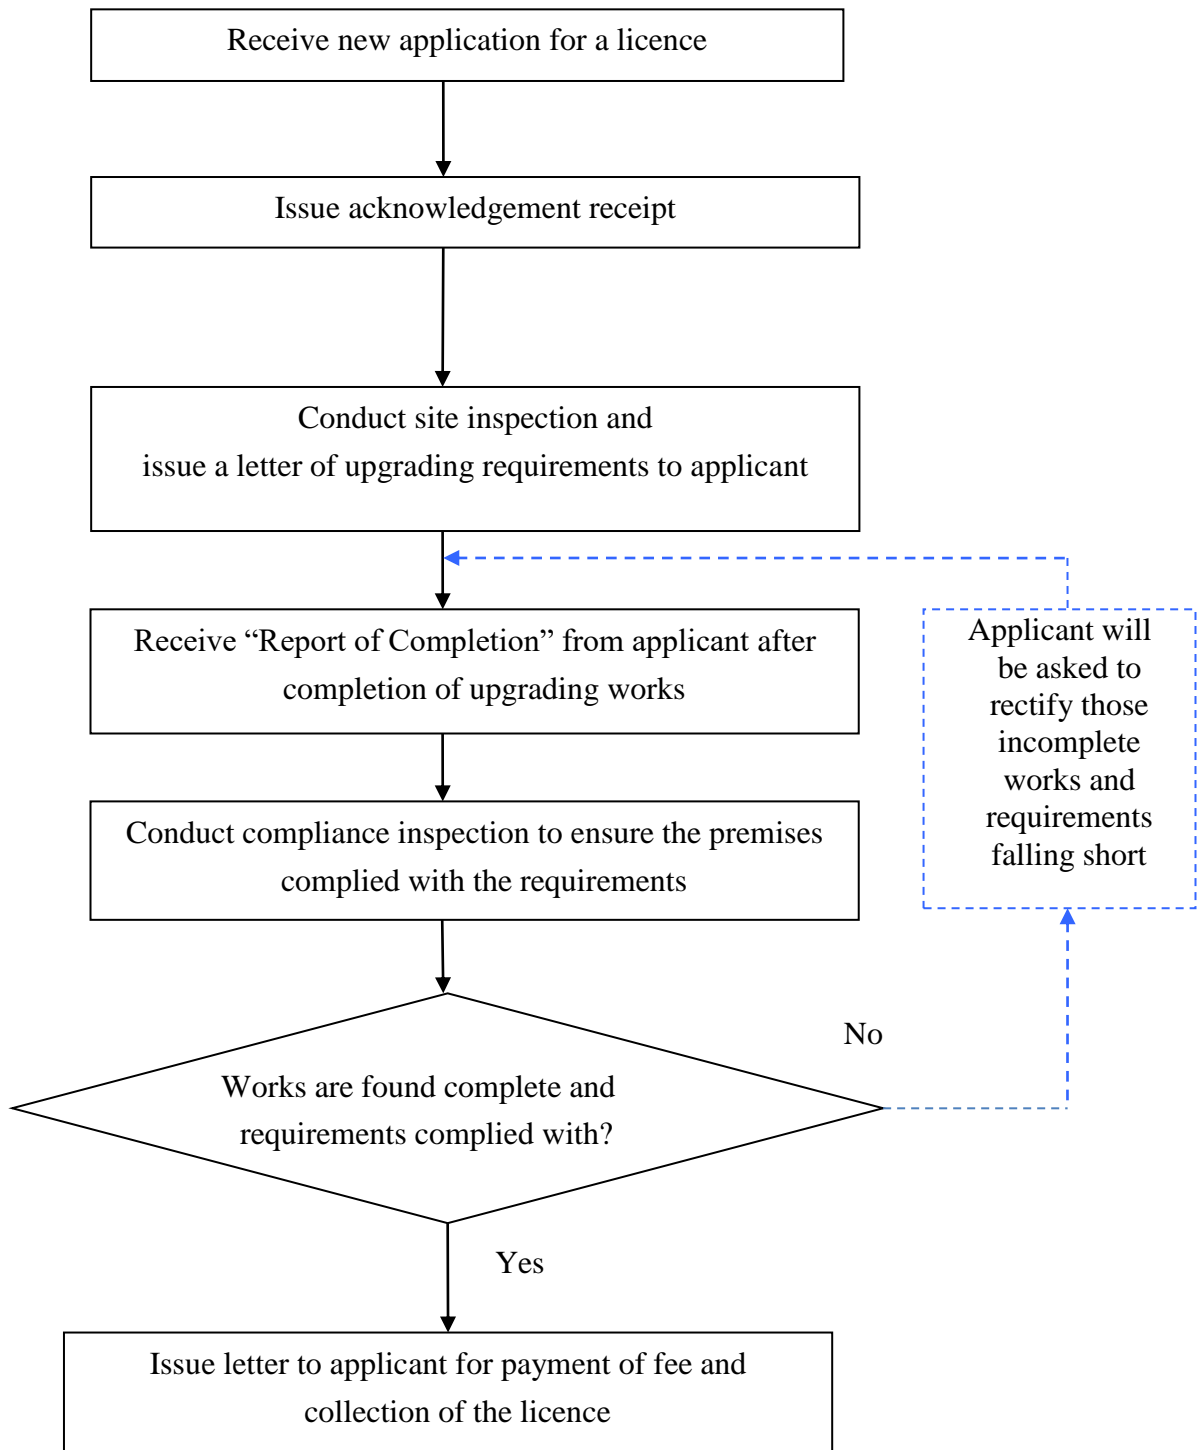 Receive new application for a licence
Issue acknowledgement receipt
Conduct site inspection and
issue a letter of upgrading requirements to applicant
Receive “Report of Completion” from applicant after
completion of upgrading works
Applicant will
be asked to
rectify those
incomplete
works and
requirements
falling short
Conduct compliance inspection to ensure the premises
complied with the requirements
No
Works are found complete and
requirements complied with?
Yes
Issue letter to applicant for payment of fee and
collection of the licence